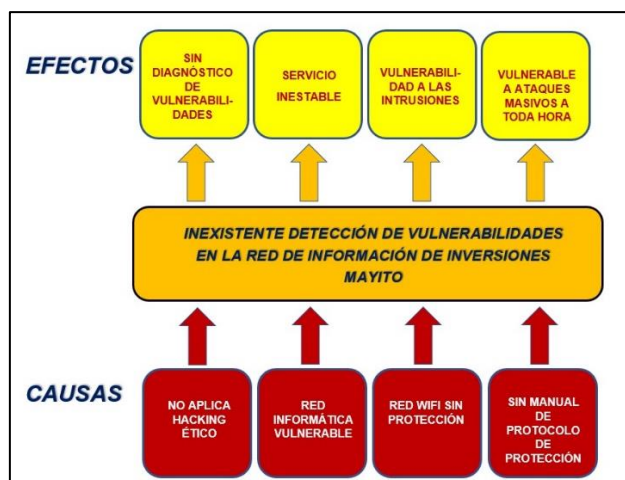 EFECTOS
SIN
DIAGNÓSTICO
DE
VULNERABILI-
DADES
SERVICIO
INESTABLE
VULNERABILI-
DAD A LAS
INTRUSIONES
VULNERABLE
A ATAQUES
MASIVOS A
TODA HORA
INEXISTENTE DETECCIÓN DE VULNERABILIDADES
EN LA RED DE INFORMACIÓN DE INVERSIONES
MAYITO
CAUSAS
NO APLICA
HACKING
ÉTICO
RED
INFORMÁTICA
VULNERABLE
RED WIFI SIN
PROTECCIÓN
SIN MANUAL
DE
PROTOCOLO
DE
PROTECCIÓN